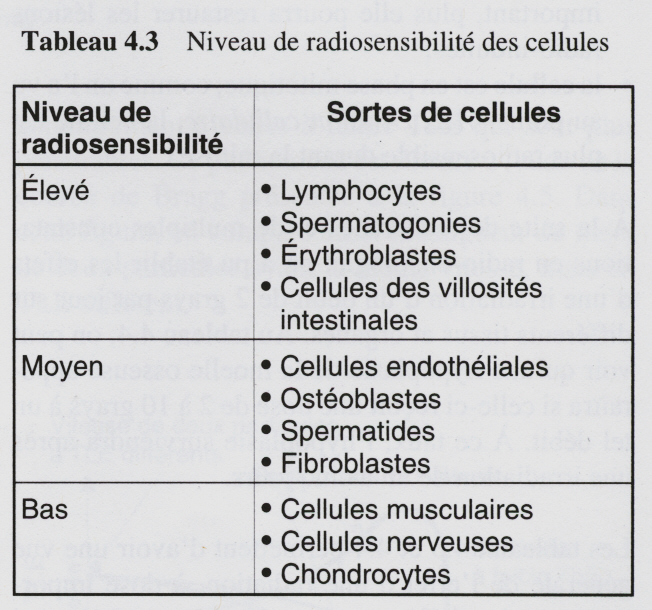 Tableau 4.3 Niveau de radiosensibilité des cellules
Niveau de
radiosensibilité
Sortes de cellules
Élevé
• Lymphocytes
• Spermatogonies
• Érythroblastes
• Cellules des villosités
intestinales
Moyen
• Cellules endothéliales
• Ostéoblastes
• Spermatides
• Fibroblastes
Bas
• Cellules musculaires
• Cellules nerveuses
• Chondrocytes